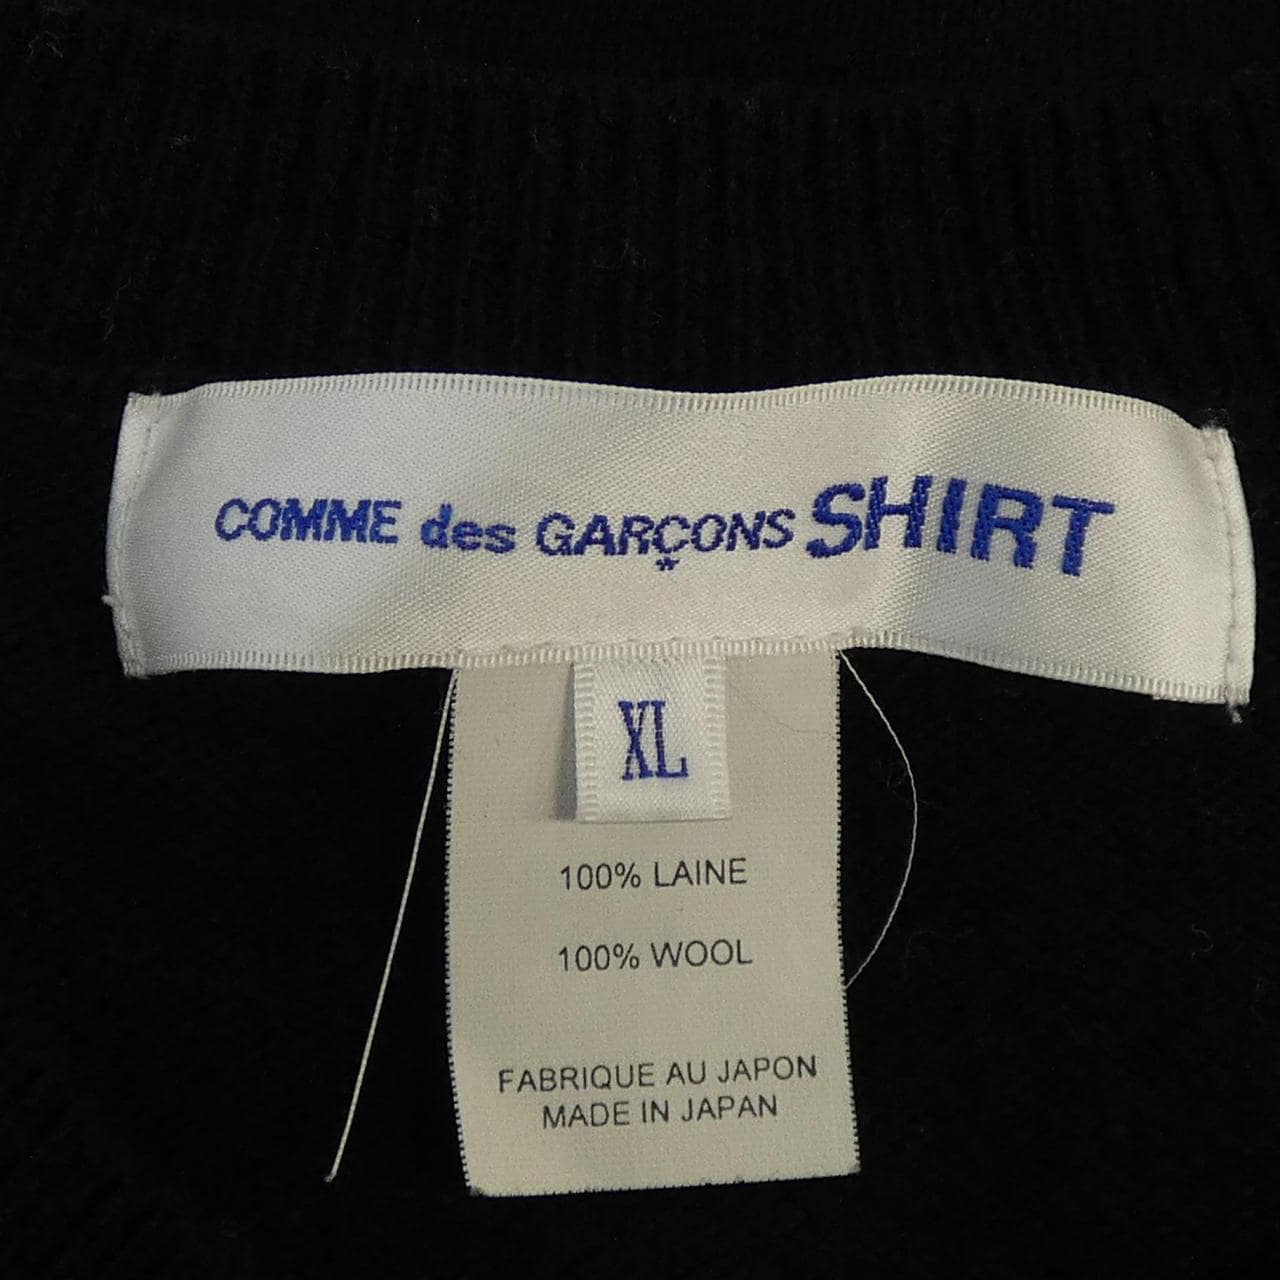 COMME des GARÇONS SHIRT
XL
100% LAINE
100% WOOL
FABRIQUE AU JAPON
MADE IN JAPAN